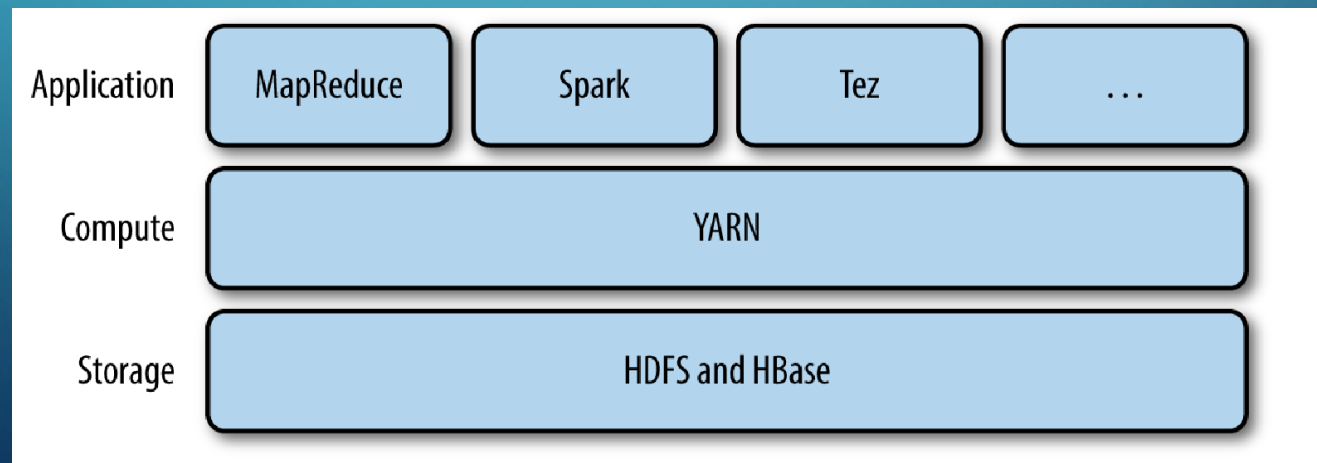 Application MapReduce Spark Tez ...
Compute YARN
Storage HDFS and HBase